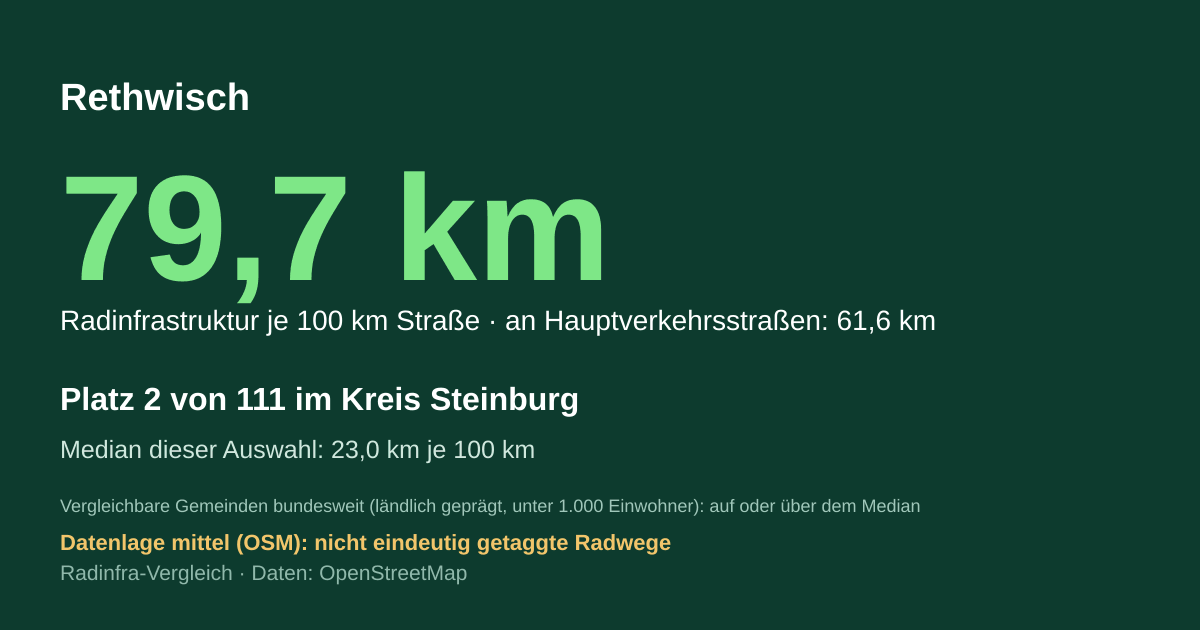 Rethwisch
79,7 km
Radinfrastruktur je 100 km Straße · an Hauptverkehrsstraßen: 61,6 km
Platz 2 von 111 im Kreis Steinburg
Median dieser Auswahl: 23,0 km je 100 km
Vergleichbare Gemeinden bundesweit (ländlich geprägt, unter 1.000 Einwohner): auf oder über dem Median
Datenlage mittel (OSM): nicht eindeutig getaggte Radwege
Radinfra-Vergleich · Daten: OpenStreetMap